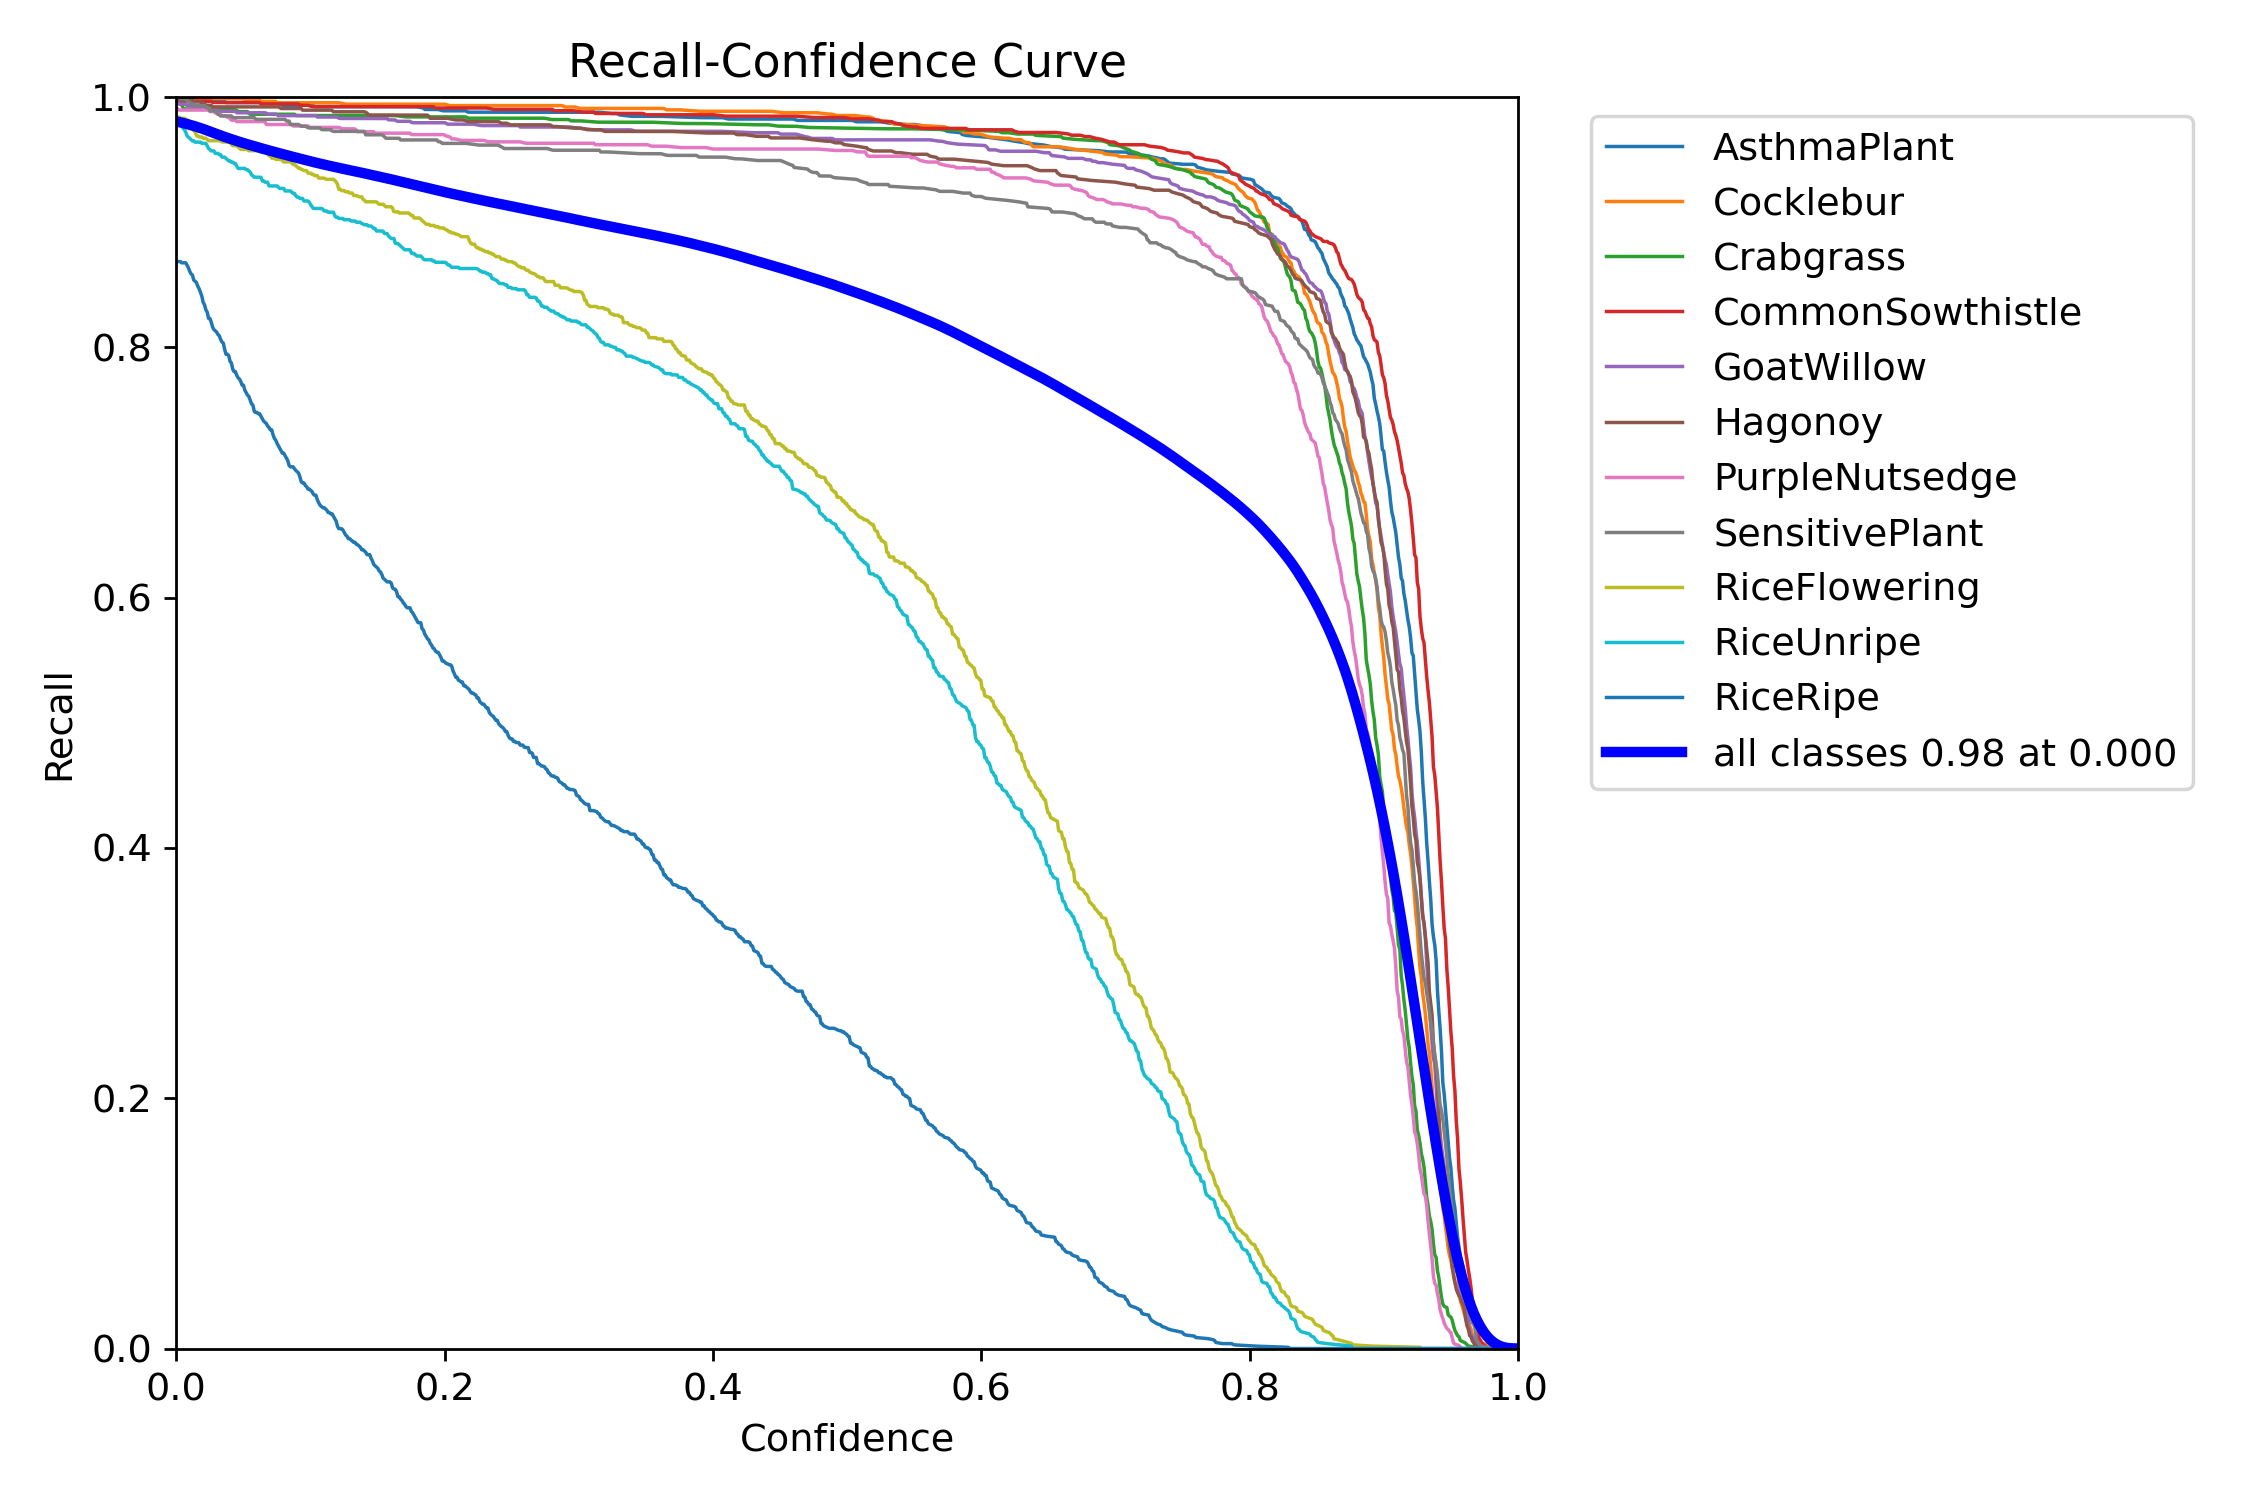 Recall-Confidence Curve
1.0
0.8
0.6
0.4
0.2
0.0
Recall
0.0 0.2 0.4 0.6 0.8 1.0
Confidence
AsthmaPlant
Cocklebur
Crabgrass
CommonSowthistle
GoatWillow
Hagonoy
PurpleNutsedge
SensitivePlant
RiceFlowering
RiceUnripe
RiceRipe
all classes 0.98 at 0.000